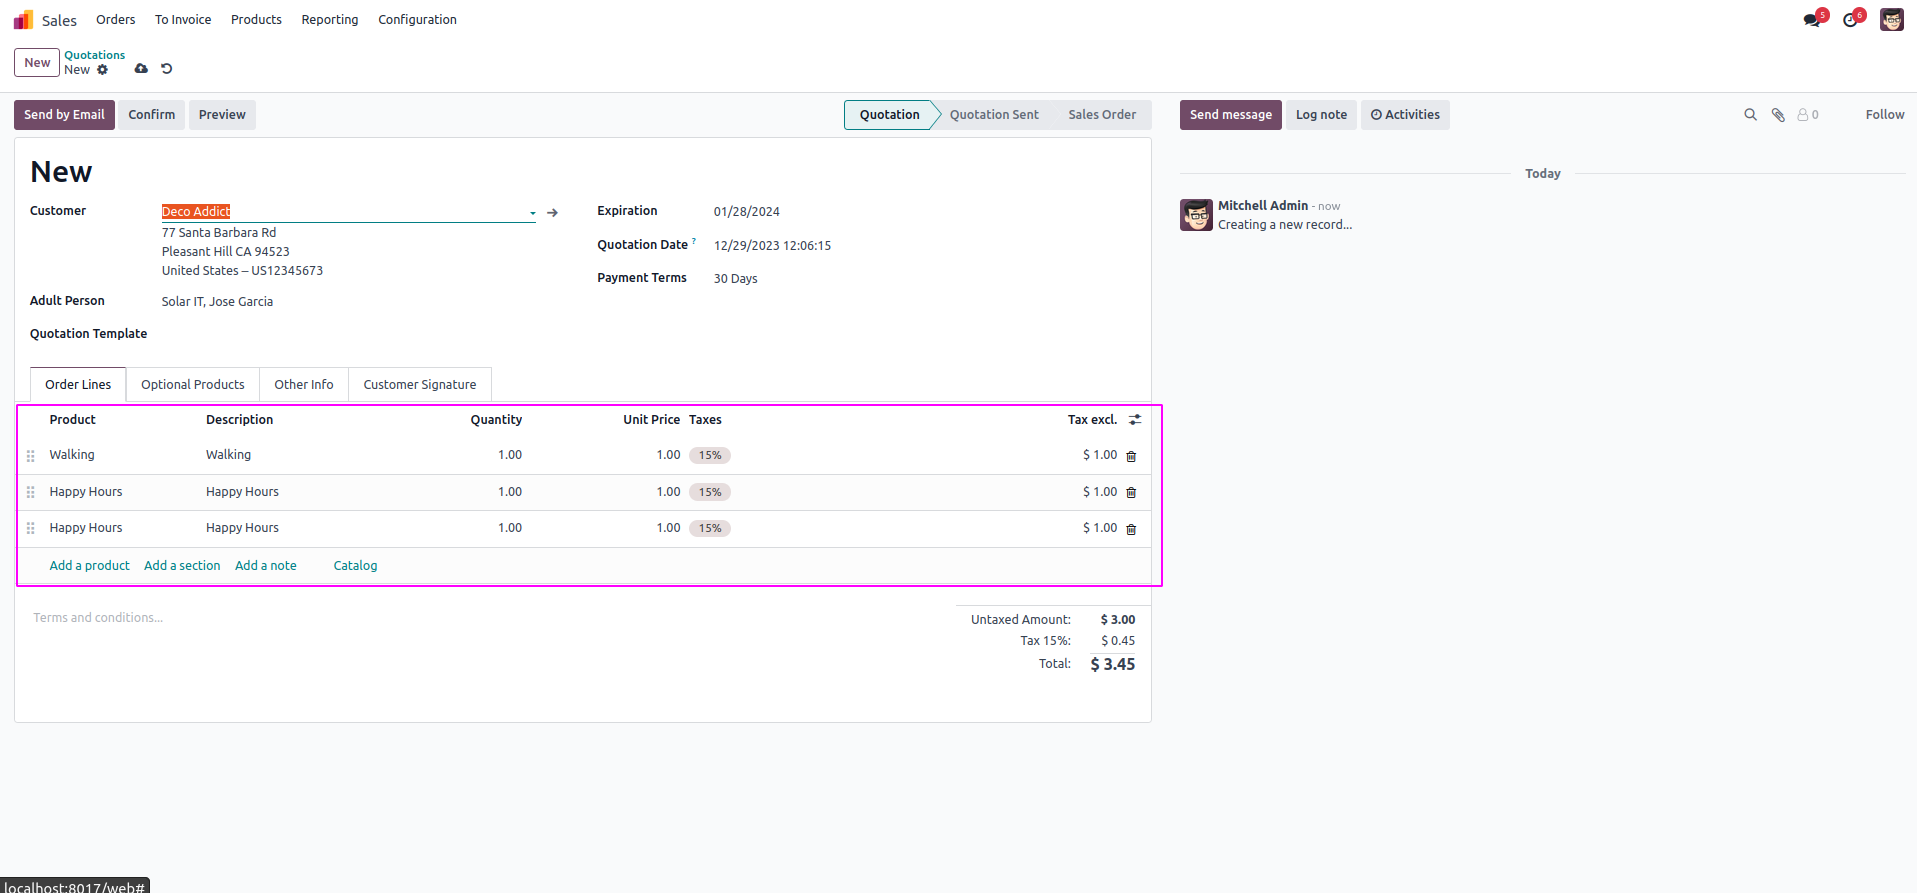 Sales Orders To Invoice Products Reporting Configuration 5 6
New Quotations
New
Send by Email Confirm Preview Quotation Quotation Sent Sales Order Send message Log note Activities 0 Follow
New
Customer Deco Addict
77 Santa Barbara Rd
Pleasant Hill CA 94523
United States – US12345673
Adult Person Solar IT, Jose Garcia
Quotation Template
Expiration 01/28/2024
Quotation Date ? 12/29/2023 12:06:15
Payment Terms 30 Days
Today
Mitchell Admin - now
Creating a new record...
Order Lines Optional Products Other Info Customer Signature
Product Description Quantity Unit Price Taxes Tax excl.
Walking Walking 1.00 1.00 15% $ 1.00
Happy Hours Happy Hours 1.00 1.00 15% $ 1.00
Happy Hours Happy Hours 1.00 1.00 15% $ 1.00
Add a product Add a section Add a note Catalog
Terms and conditions...
Untaxed Amount: $ 3.00
Tax 15%: $ 0.45
Total: $ 3.45
localhost:8017/web#